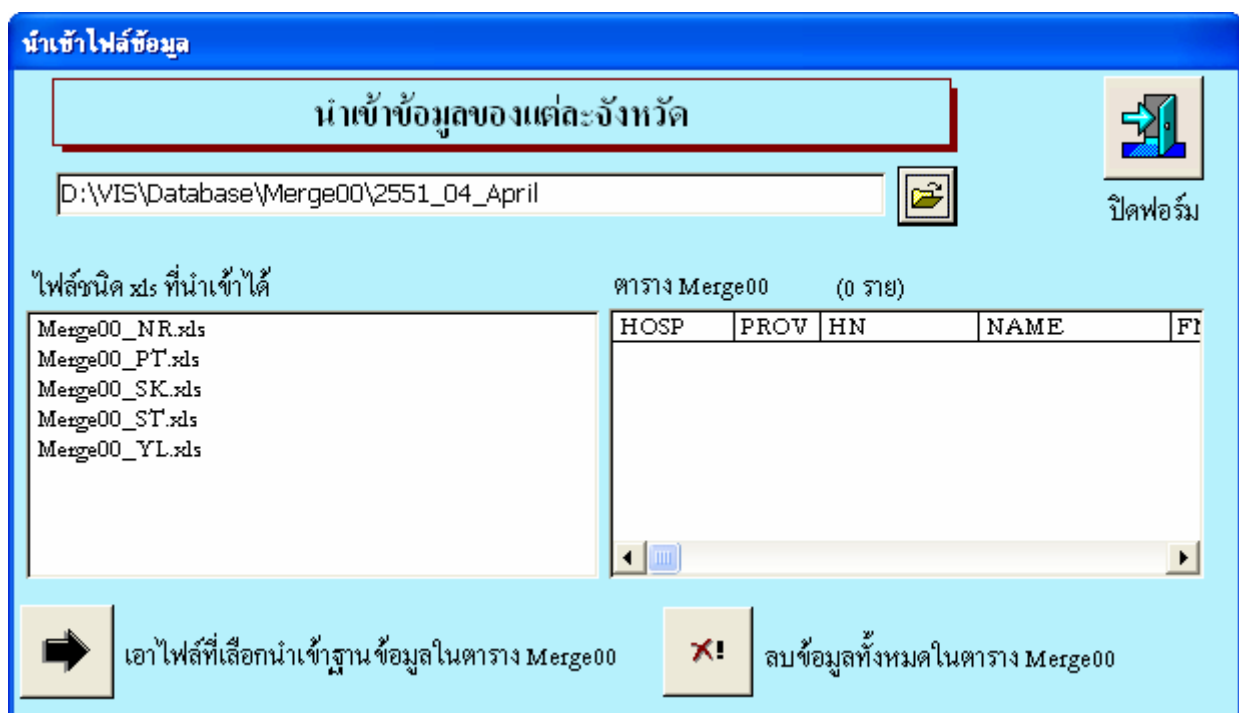 นำเข้าไฟล์ข้อมูล
นำเข้าข้อมูลของแต่ละจังหวัด
D:\VIS\Database\Merge00\2551_04_April
ปิดฟอร์ม
ไฟล์ชนิด xls ที่นำเข้าได้
Merge00_NR.xls
Merge00_PT.xls
Merge00_SK.xls
Merge00_ST.xls
Merge00_YL.xls
ตาราง Merge00 (0 ราย)
HOSP PROV HN NAME
เอาไฟล์ที่เลือกนำเข้าฐานข้อมูลในตาราง Merge00
ลบข้อมูลทั้งหมดในตาราง Merge00